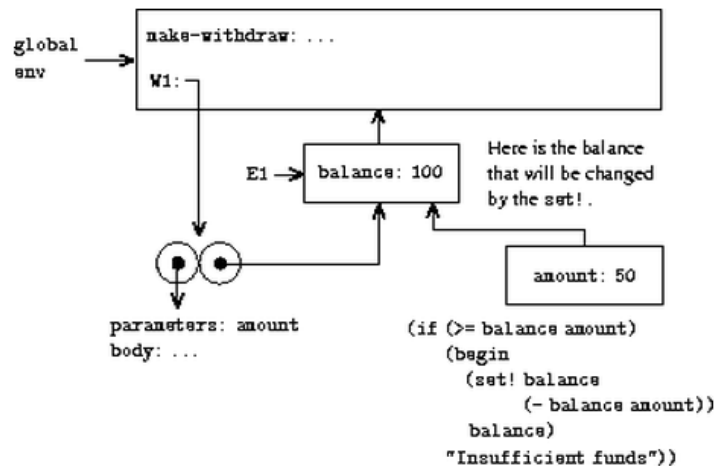 make-withdraw: ...
global
env
W1:
Here is the balance
that will be changed
by the set!.
E1
balance: 100
amount: 50
parameters: amount
body: ...
(if (>= balance amount)
(begin
(set! balance
(- balance amount))
balance)
"Insufficient funds"))